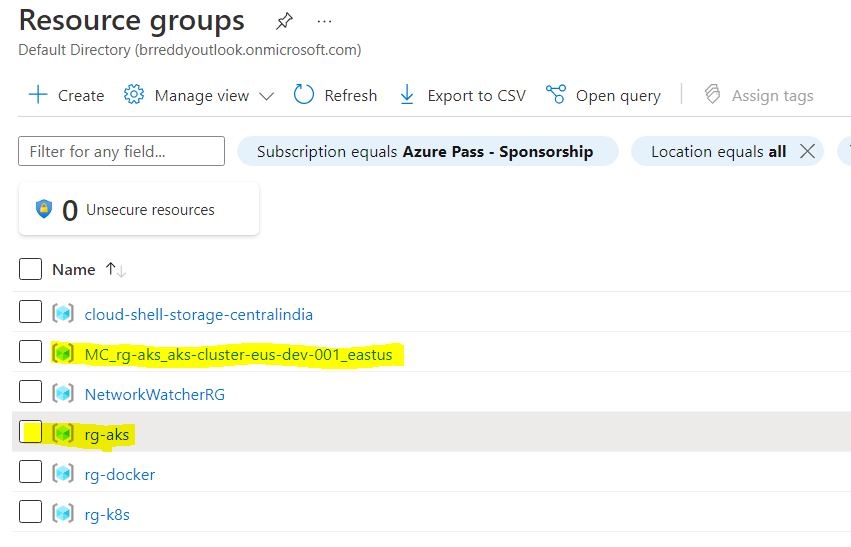 Resource groups
Default Directory (brreddyoutlook.onmicrosoft.com)
Create Manage view Refresh Export to CSV Open query Assign tags
Filter for any field... Subscription equals Azure Pass - Sponsorship Location equals all
0 Unsecure resources
Name
cloud-shell-storage-centralindia
MC_rg-aks_aks-cluster-eus-dev-001_eastus
NetworkWatcherRG
rg-aks
rg-docker
rg-k8s